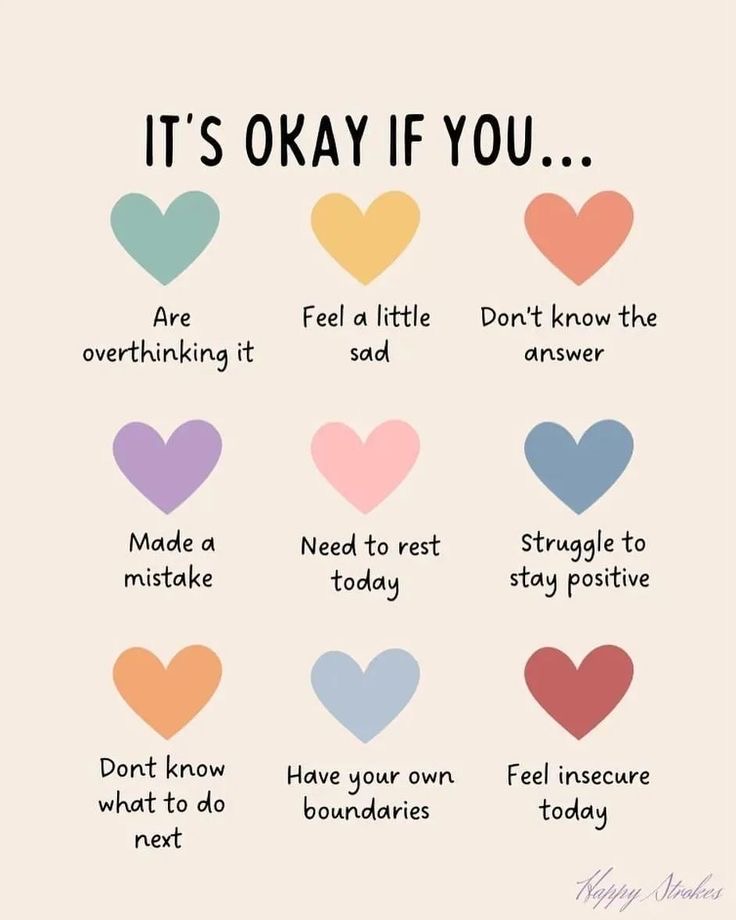 IT'S OKAY IF YOU...
Are
overthinking it
Feel a little
sad
Don't know the
answer
Made a
mistake
Need to rest
today
Struggle to
stay positive
Dont know
what to do
next
Have your own
boundaries
Feel insecure
today
Happy Strokes